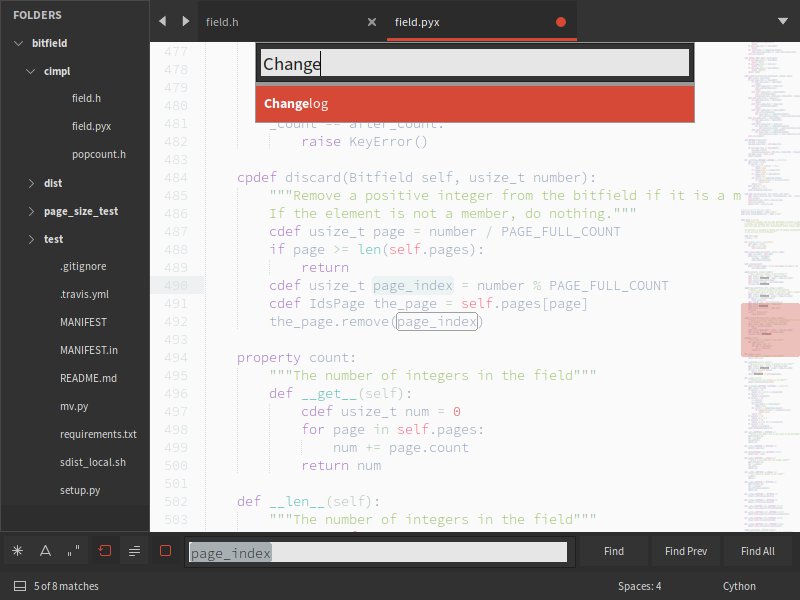 FOLDERS
bitfield
cimpl
field.h
field.pyx
popcount.h
dist
page_size_test
test
.gitignore
.travis.yml
MANIFEST
MANIFEST.in
README.md
mv.py
requirements.txt
sdist_local.sh
setup.py
field.h
field.pyx
Change
Changelog
477
478
479
480
481 _count == after_count:
482 raise KeyError()
483
484 cpdef discard(Bitfield self, usize_t number):
485 """Remove a positive integer from the bitfield if it is a m
486 If the element is not a member, do nothing."""
487 cdef usize_t page = number / PAGE_FULL_COUNT
488 if page >= len(self.pages):
489 return
490 cdef usize_t page_index = number % PAGE_FULL_COUNT
491 cdef IdsPage the_page = self.pages[page]
492 the_page.remove(page_index)
493
494 property count:
495 """The number of integers in the field"""
496 def __get__(self):
497 cdef usize_t num = 0
498 for page in self.pages:
499 num += page.count
500 return num
501
502 def __len__(self):
503 """The number of integers in the field"""
page_index
Find
Find Prev
Find All
5 of 8 matches
Spaces: 4
Cython